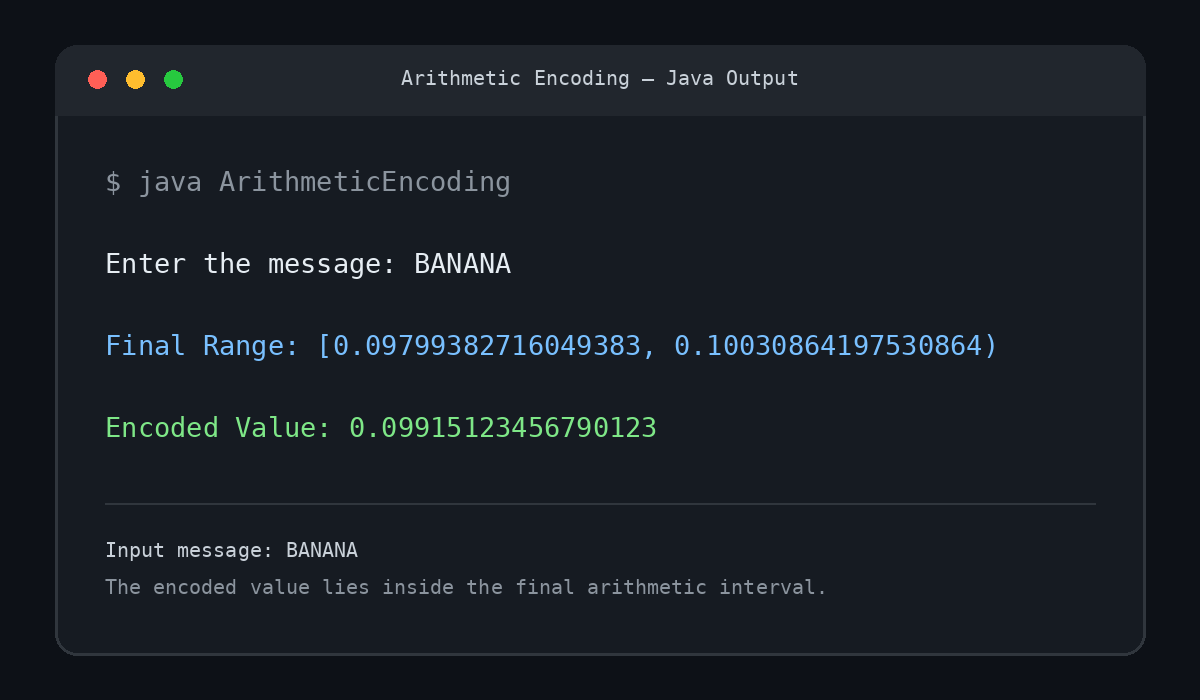 Arithmetic Encoding — Java Output
$ java ArithmeticEncoding
Enter the message: BANANA
Final Range: [0.09799382716049383, 0.10030864197530864)
Encoded Value: 0.09915123456790123
Input message: BANANA
The encoded value lies inside the final arithmetic interval.